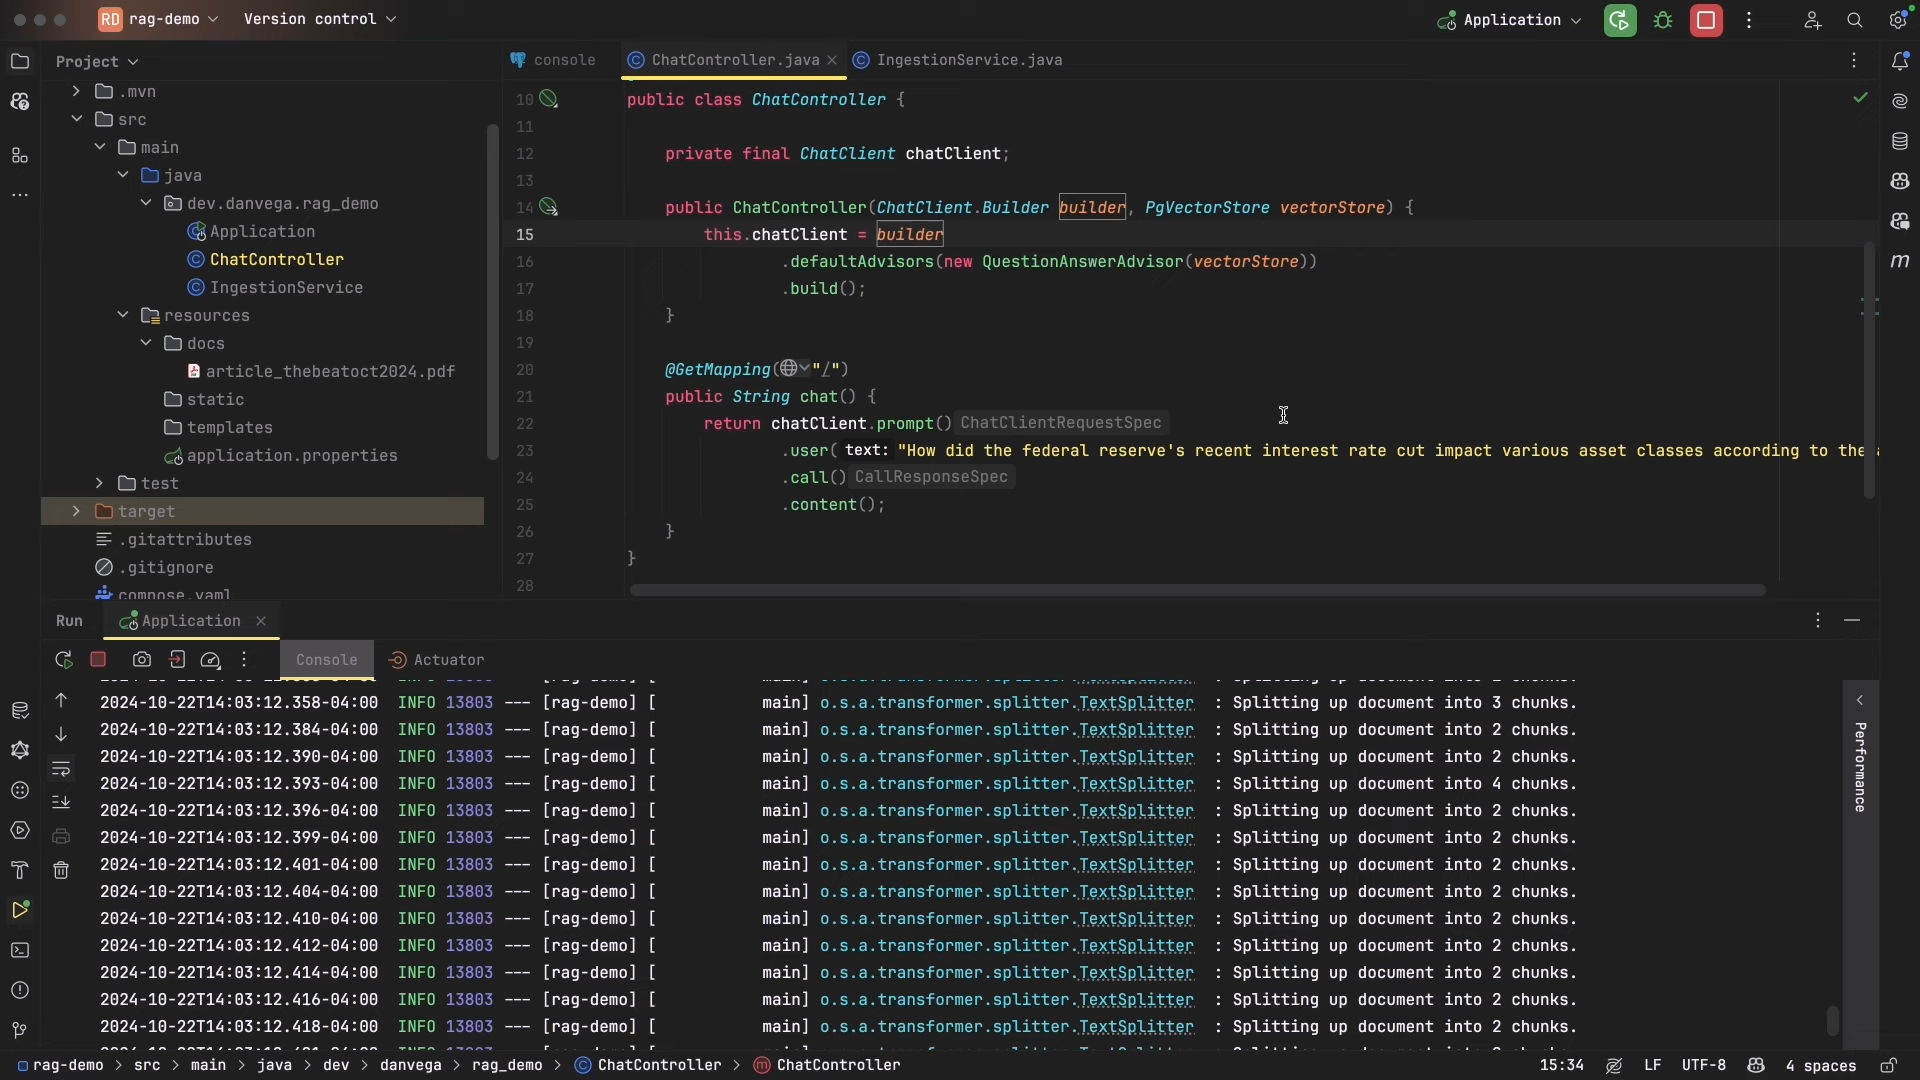 RD rag-demo Version control Application
Project
.mvn
src
main
java
dev.danvega.rag_demo
Application
ChatController
IngestionService
resources
docs
article_thebeatoct2024.pdf
static
templates
application.properties
test
target
.gitattributes
.gitignore
compose.yaml
console ChatController.java IngestionService.java
10 public class ChatController {
11
12 private final ChatClient chatClient;
13
14 public ChatController(ChatClient.Builder builder, PgVectorStore vectorStore) {
15 this.chatClient = builder
16 .defaultAdvisors(new QuestionAnswerAdvisor(vectorStore))
17 .build();
18 }
19
20 @GetMapping("/")
21 public String chat() {
22 return chatClient.prompt() ChatClientRequestSpec
23 .user( text: "How did the federal reserve's recent interest rate cut impact various asset classes according to the
24 .call() CallResponseSpec
25 .content();
26 }
27 }
28
Run Application
Console Actuator
2024-10-22T14:03:12.358-04:00 INFO 13803 --- [rag-demo] [ main] o.s.a.transformer.splitter.TextSplitter : Splitting up document into 3 chunks.
2024-10-22T14:03:12.384-04:00 INFO 13803 --- [rag-demo] [ main] o.s.a.transformer.splitter.TextSplitter : Splitting up document into 2 chunks.
2024-10-22T14:03:12.390-04:00 INFO 13803 --- [rag-demo] [ main] o.s.a.transformer.splitter.TextSplitter : Splitting up document into 2 chunks.
2024-10-22T14:03:12.393-04:00 INFO 13803 --- [rag-demo] [ main] o.s.a.transformer.splitter.TextSplitter : Splitting up document into 4 chunks.
2024-10-22T14:03:12.396-04:00 INFO 13803 --- [rag-demo] [ main] o.s.a.transformer.splitter.TextSplitter : Splitting up document into 2 chunks.
2024-10-22T14:03:12.399-04:00 INFO 13803 --- [rag-demo] [ main] o.s.a.transformer.splitter.TextSplitter : Splitting up document into 2 chunks.
2024-10-22T14:03:12.401-04:00 INFO 13803 --- [rag-demo] [ main] o.s.a.transformer.splitter.TextSplitter : Splitting up document into 2 chunks.
2024-10-22T14:03:12.404-04:00 INFO 13803 --- [rag-demo] [ main] o.s.a.transformer.splitter.TextSplitter : Splitting up document into 2 chunks.
2024-10-22T14:03:12.410-04:00 INFO 13803 --- [rag-demo] [ main] o.s.a.transformer.splitter.TextSplitter : Splitting up document into 2 chunks.
2024-10-22T14:03:12.412-04:00 INFO 13803 --- [rag-demo] [ main] o.s.a.transformer.splitter.TextSplitter : Splitting up document into 2 chunks.
2024-10-22T14:03:12.414-04:00 INFO 13803 --- [rag-demo] [ main] o.s.a.transformer.splitter.TextSplitter : Splitting up document into 2 chunks.
2024-10-22T14:03:12.416-04:00 INFO 13803 --- [rag-demo] [ main] o.s.a.transformer.splitter.TextSplitter : Splitting up document into 2 chunks.
2024-10-22T14:03:12.418-04:00 INFO 13803 --- [rag-demo] [ main] o.s.a.transformer.splitter.TextSplitter : Splitting up document into 2 chunks.
Performance
rag-demo > src > main > java > dev > danvega > rag_demo > ChatController > ChatController 15:34 LF UTF-8 4 spaces